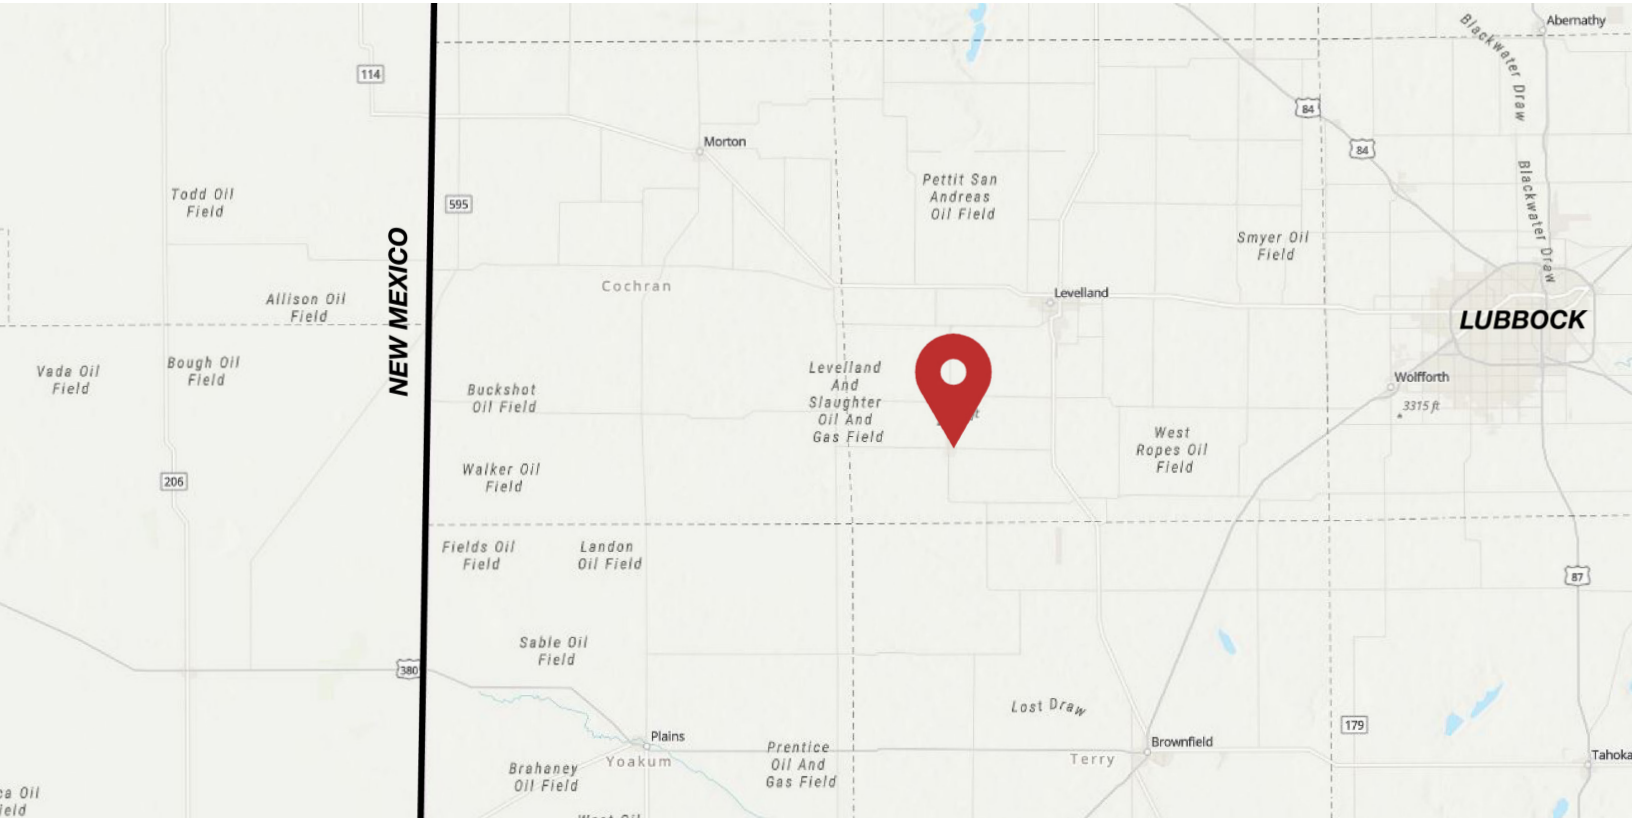 Abernathy
Blackwater Draw
114
84
84
Morton
Blackwater Draw
Todd Oil
Field
595
Pettit San
Andreas
Oil Field
Smyer Oil
Field
NEW MEXICO
Cochran
Levelland
Allison Oil
Field
LUBBOCK
Vada Oil
Field
Bough Oil
Field
Buckshot
Oil Field
Levelland
And
Slaughter
Oil And
Gas Field
Wolfforth
3315 ft
West
Ropes Oil
Field
Walker Oil
Field
206
Fields Oil
Field
Landon
Oil Field
87
Sable Oil
Field
380
Lost Draw
179
Plains
Yoakum
Prentice
Oil And
Gas Field
Brownfield
Terry
Tahoka
Brahaney
Oil Field
Oil